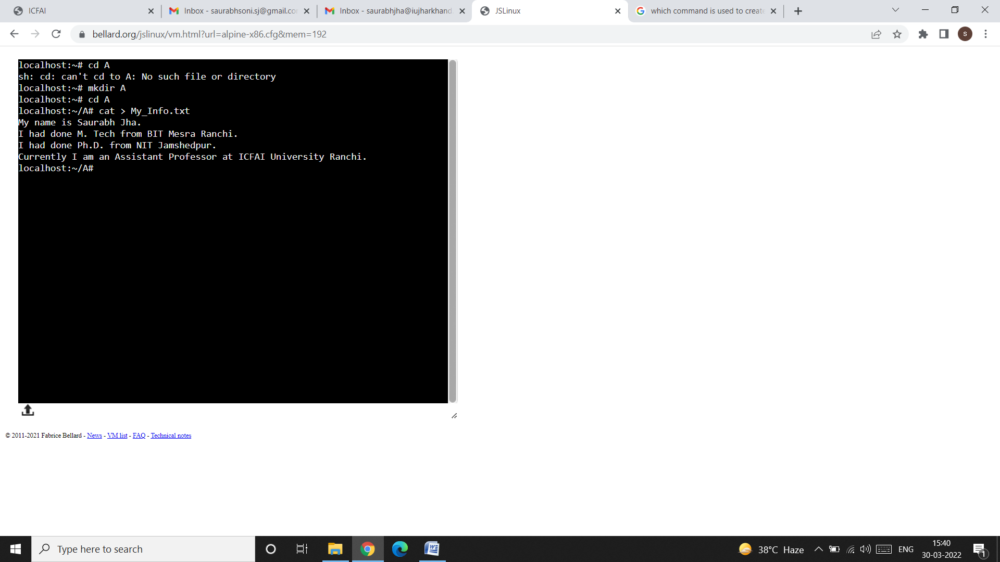 ICFAI
Inbox - saurabhsoni.sj@gmail.co
Inbox - saurabhjha@iujharkhand
JSLinux
which command is used to create
bellard.org/jslinux/vm.html?url=alpine-x86.cfg&mem=192
S
localhost:~# cd A
sh: cd: can't cd to A: No such file or directory
localhost:~# mkdir A
localhost:~# cd A
localhost:~/A# cat > My_Info.txt
My name is Saurabh Jha.
I had done M. Tech from BIT Mesra Ranchi.
I had done Ph.D. from NIT Jamshedpur.
Currently I am an Assistant Professor at ICFAI University Ranchi.
localhost:~/A#
© 2011-2021 Fabrice Bellard - News - VM list - FAQ - Technical notes
Type here to search
38°C Haze
ENG
15:40
30-03-2022
1